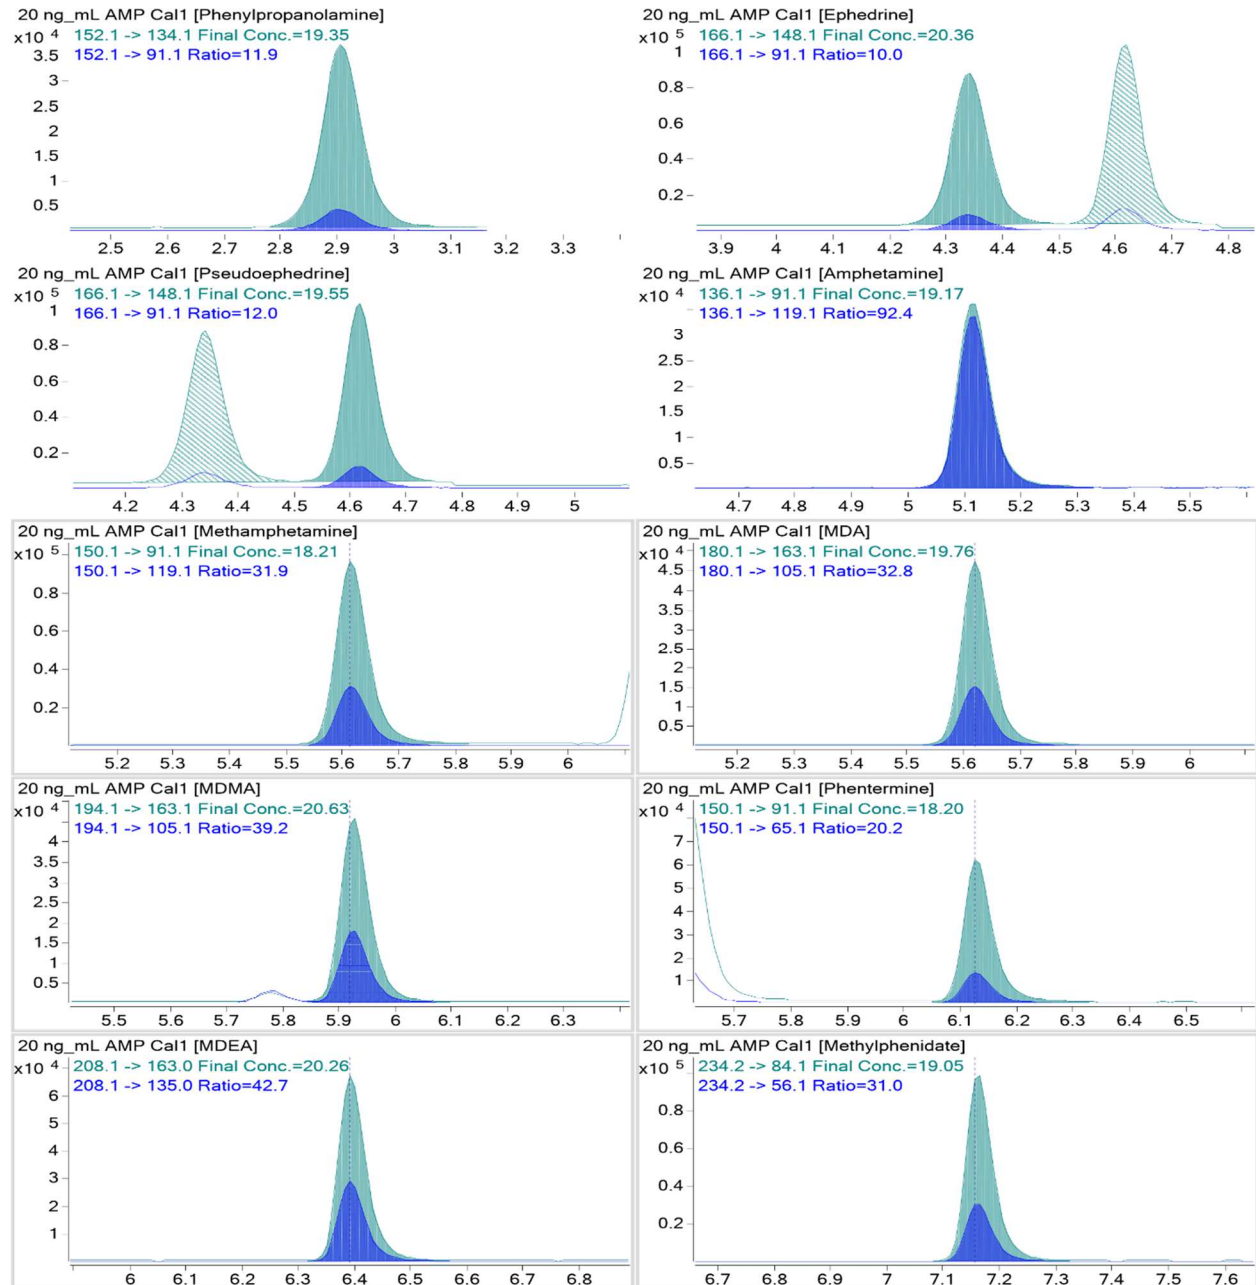 20 ng_mL AMP Cal1 [Phenylpropanolamine]
x10 4
152.1 -> 134.1 Final Conc.=19.35
152.1 -> 91.1 Ratio=11.9
3.5
3
2.5
2
1.5
1
0.5
2.5 2.6 2.7 2.8 2.9 3 3.1 3.2 3.3
20 ng_mL AMP Cal1 [Ephedrine]
x10 5
166.1 -> 148.1 Final Conc.=20.36
166.1 -> 91.1 Ratio=10.0
1
0.8
0.6
0.4
0.2
3.9 4 4.1 4.2 4.3 4.4 4.5 4.6 4.7 4.8
20 ng_mL AMP Cal1 [Pseudoephedrine]
x10 5
166.1 -> 148.1 Final Conc.=19.55
166.1 -> 91.1 Ratio=12.0
1
0.8
0.6
0.4
0.2
4.2 4.3 4.4 4.5 4.6 4.7 4.8 4.9 5
20 ng_mL AMP Cal1 [Amphetamine]
x10 4
136.1 -> 91.1 Final Conc.=19.17
136.1 -> 119.1 Ratio=92.4
3
2.5
2
1.5
1
0.5
4.7 4.8 4.9 5 5.1 5.2 5.3 5.4 5.5
20 ng_mL AMP Cal1 [Methamphetamine]
x10 5
150.1 -> 91.1 Final Conc.=18.21
150.1 -> 119.1 Ratio=31.9
0.8
0.6
0.4
0.2
5.2 5.3 5.4 5.5 5.6 5.7 5.8 5.9 6
20 ng_mL AMP Cal1 [MDA]
x10 4
180.1 -> 163.1 Final Conc.=19.76
180.1 -> 105.1 Ratio=32.8
4.5
4
3.5
3
2.5
2
1.5
1
0.5
5.2 5.3 5.4 5.5 5.6 5.7 5.8 5.9 6
20 ng_mL AMP Cal1 [MDMA]
x10 4
194.1 -> 163.1 Final Conc.=20.63
194.1 -> 105.1 Ratio=39.2
4
3.5
3
2.5
2
1.5
1
0.5
5.5 5.6 5.7 5.8 5.9 6 6.1 6.2 6.3
20 ng_mL AMP Cal1 [Phentermine]
x10 4
150.1 -> 91.1 Final Conc.=18.20
150.1 -> 65.1 Ratio=20.2
7
6
5
4
3
2
1
5.7 5.8 5.9 6 6.1 6.2 6.3 6.4 6.5
20 ng_mL AMP Cal1 [MDEA]
x10 4
208.1 -> 163.0 Final Conc.=20.26
208.1 -> 135.0 Ratio=42.7
6
5
4
3
2
1
6 6.1 6.2 6.3 6.4 6.5 6.6 6.7 6.8
20 ng_mL AMP Cal1 [Methylphenidate]
x10 5
234.2 -> 84.1 Final Conc.=19.05
234.2 -> 56.1 Ratio=31.0
0.8
0.6
0.4
0.2
6.7 6.8 6.9 7 7.1 7.2 7.3 7.4 7.5 7.6